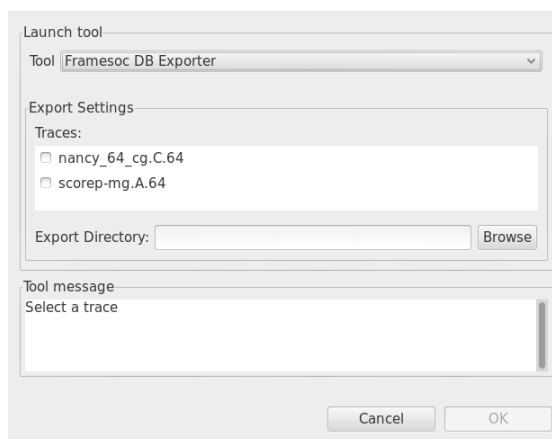 Launch tool
Tool Framesoc DB Exporter
Export Settings
Traces:
nancy_64_cg.C.64
scorep-mg.A.64
Export Directory: Browse
Tool message
Select a trace
Cancel OK